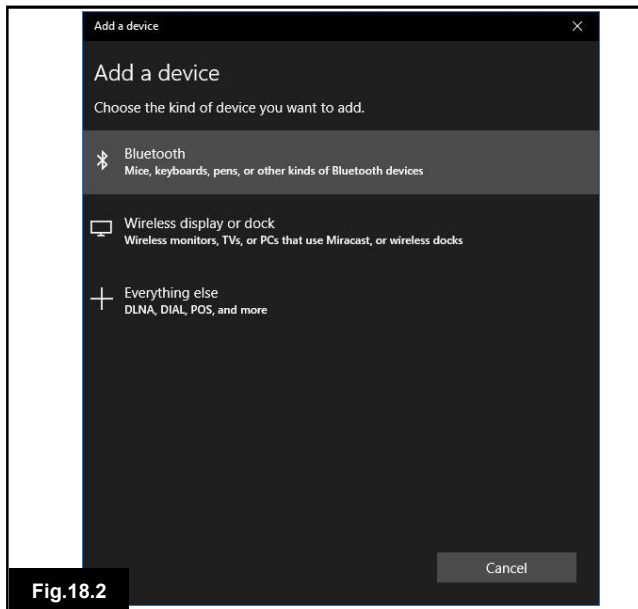 Add a device
Add a device
Choose the kind of device you want to add.
Bluetooth
Mice, keyboards, pens, or other kinds of Bluetooth devices
Wireless display or dock
Wireless monitors, TVs, or PCs that use Miracast, or wireless docks
Everything else
DLNA, DIAL, POS, and more
Cancel
Fig.18.2